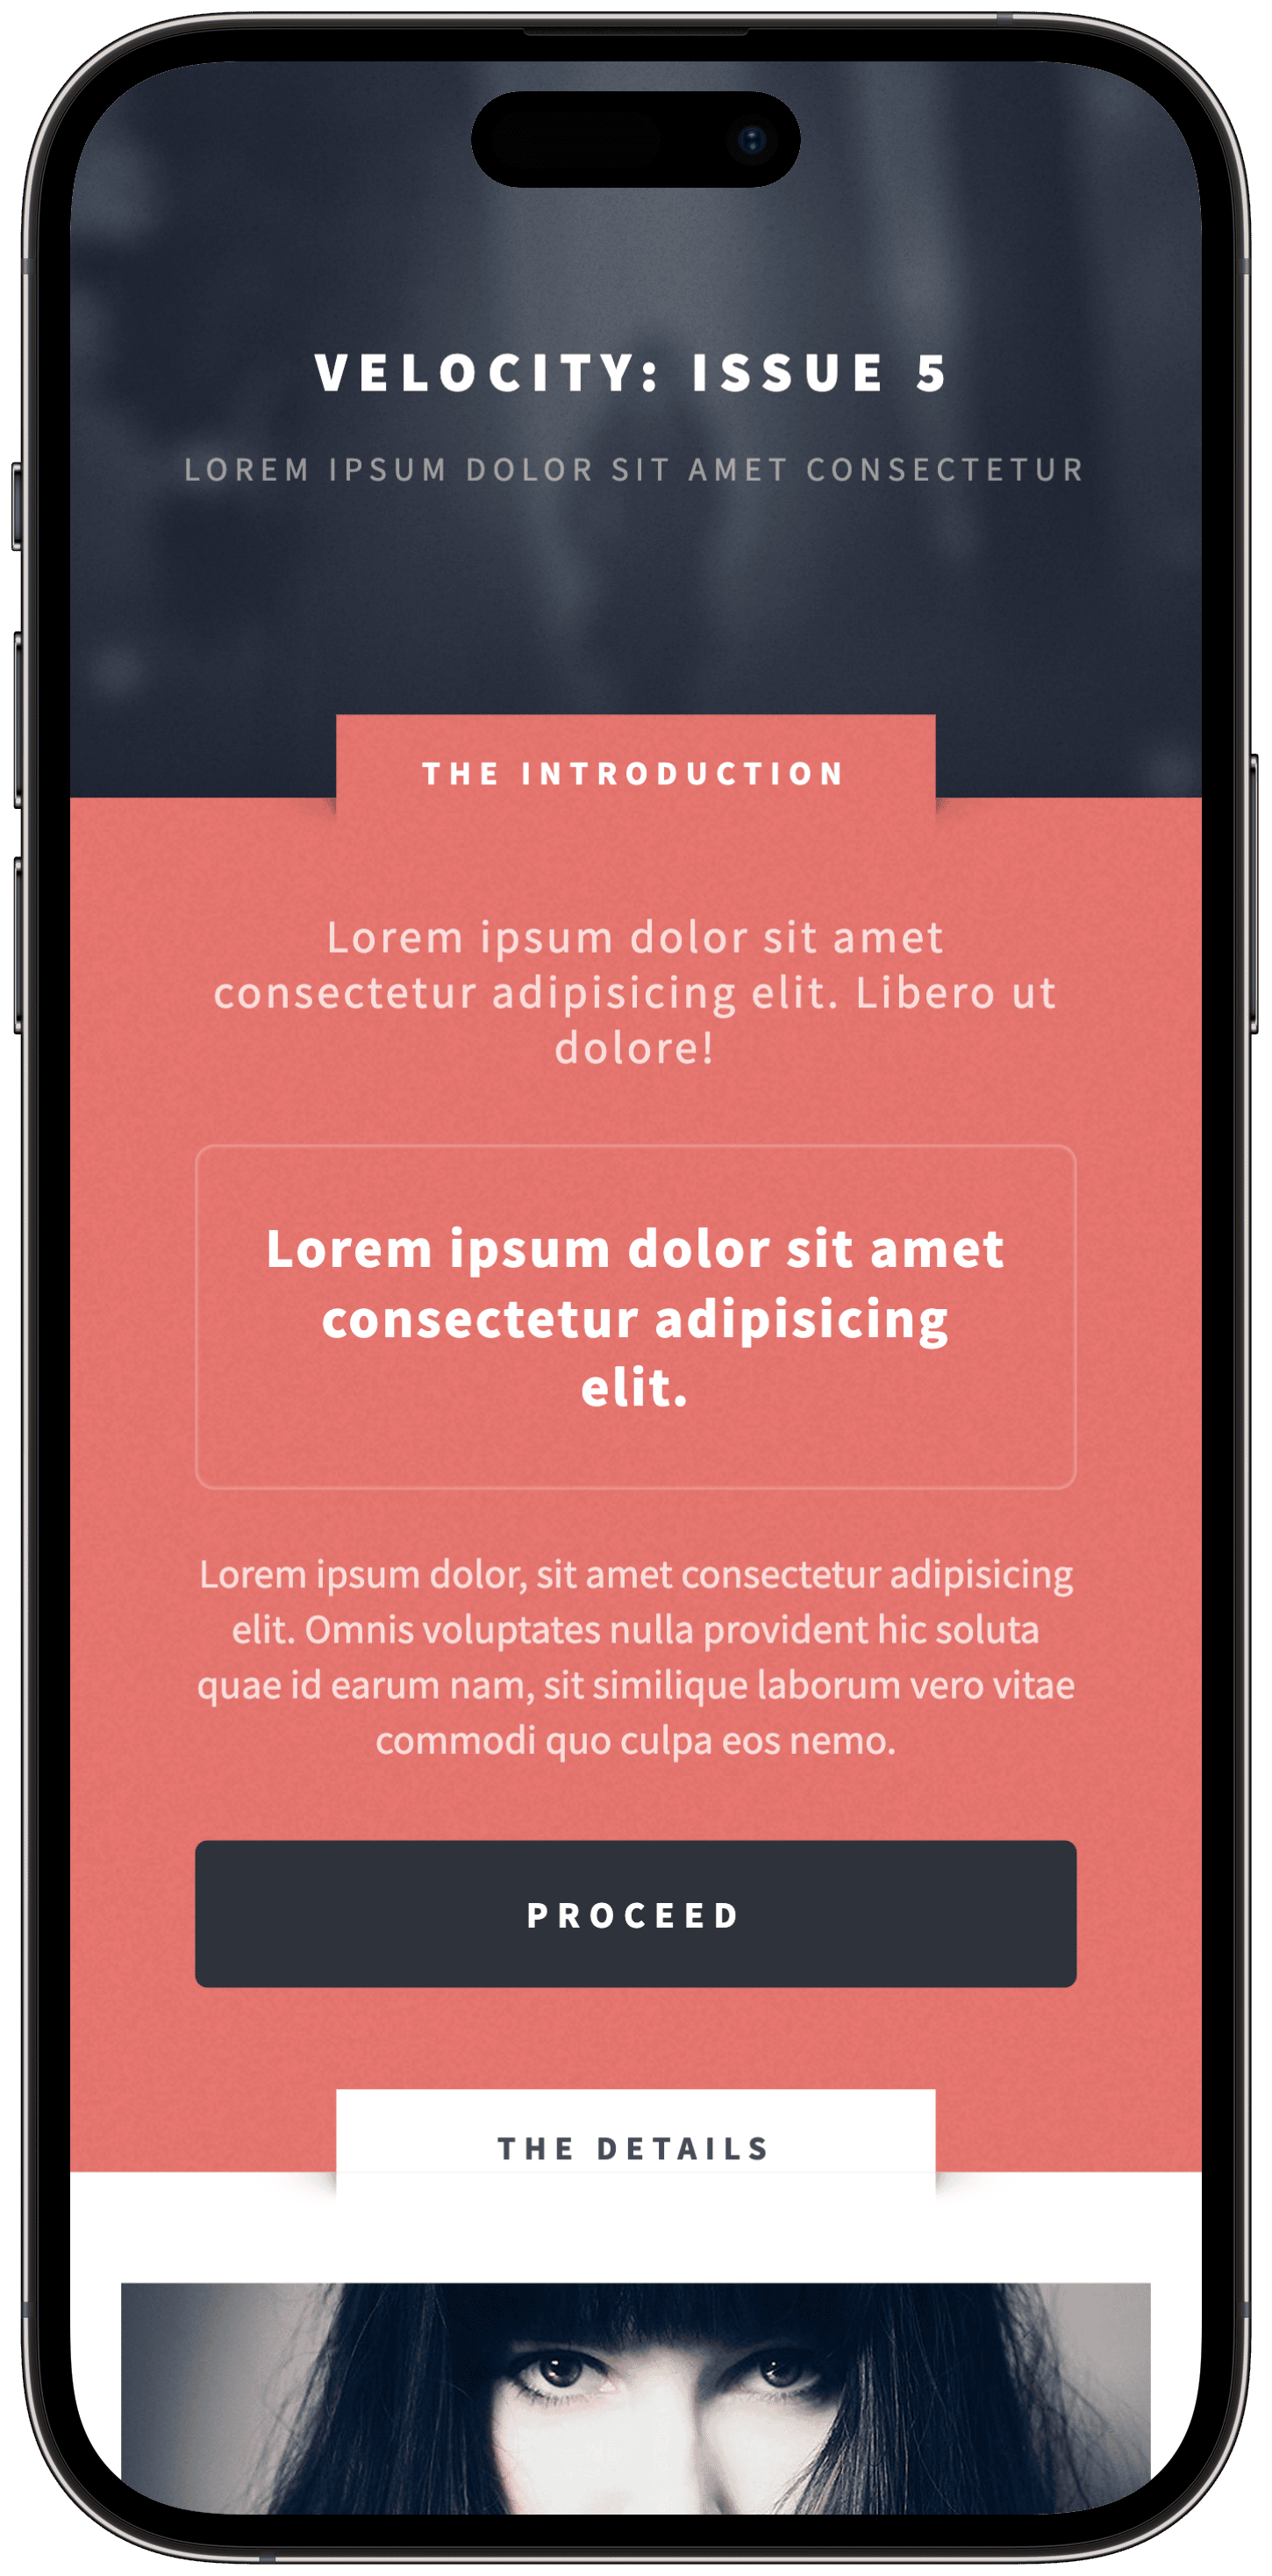 VELOCITY: ISSUE 5
LOREM IPSUM DOLOR SIT AMET CONSECTETUR
THE INTRODUCTION
Lorem ipsum dolor sit amet
consectetur adipisicing elit. Libero ut
dolore!
Lorem ipsum dolor sit amet
consectetur adipisicing
elit.
Lorem ipsum dolor, sit amet consectetur adipisicing
elit. Omnis voluptates nulla provident hic soluta
quae id earum nam, sit similique laborum vero vitae
commodi quo culpa eos nemo.
PROCEED
THE DETAILS